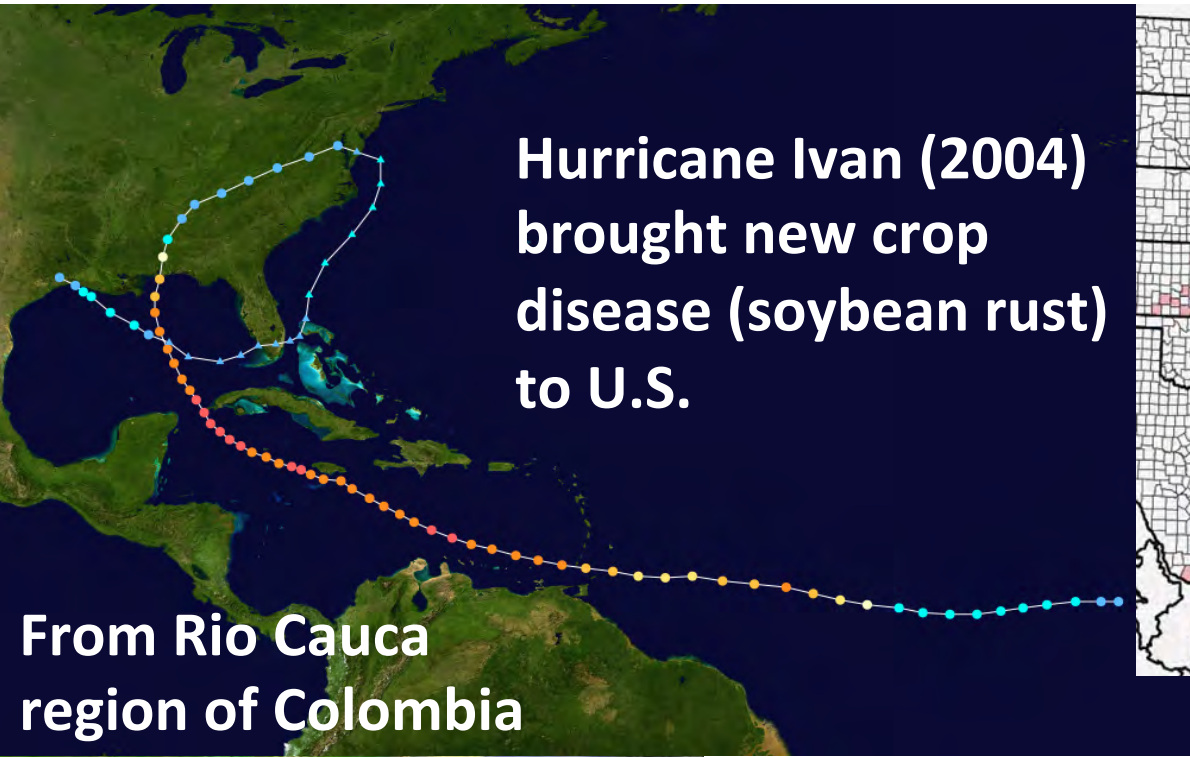 Hurricane Ivan (2004)
brought new crop
disease (soybean rust)
to U.S.
From Rio Cauca
region of Colombia